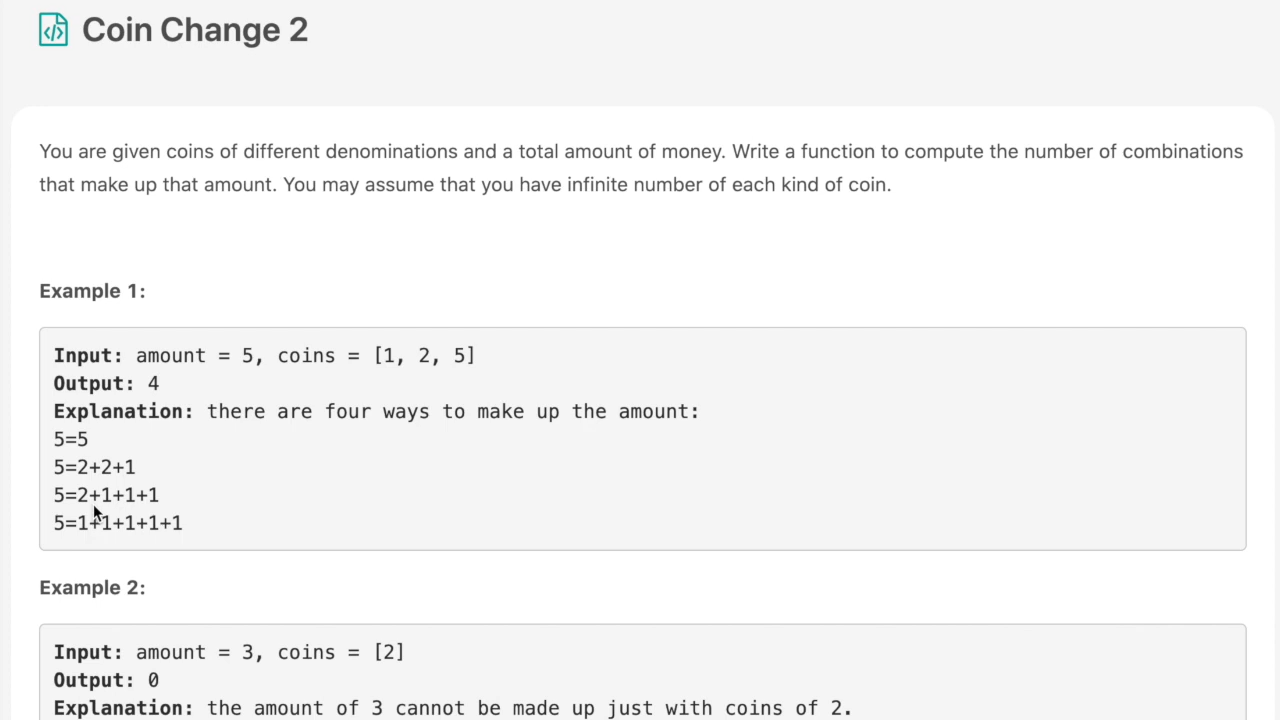 Coin Change 2
You are given coins of different denominations and a total amount of money. Write a function to compute the number of combinations
that make up that amount. You may assume that you have infinite number of each kind of coin.
Example 1:
Input: amount = 5, coins = [1, 2, 5]
Output: 4
Explanation: there are four ways to make up the amount:
5=5
5=2+2+1
5=2+1+1+1
5=1+1+1+1+1
Example 2:
Input: amount = 3, coins = [2]
Output: 0
Explanation: the amount of 3 cannot be made up just with coins of 2.